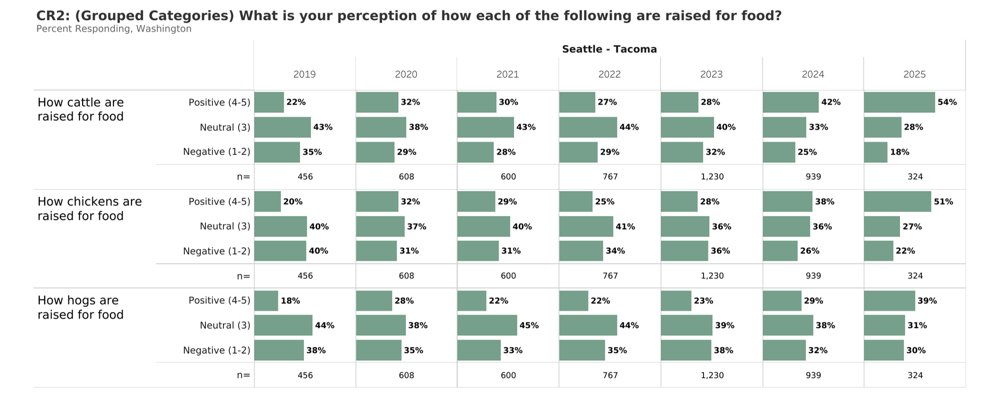 CR2: (Grouped Categories) What is your perception of how each of the following are raised for food?
Percent Responding, Washington
Seattle - Tacoma
2019 2020 2021 2022 2023 2024 2025
How cattle are
raised for food
Positive (4-5) 22% 32% 30% 27% 28% 42% 54%
Neutral (3) 43% 38% 43% 44% 40% 33% 28%
Negative (1-2) 35% 29% 28% 29% 32% 25% 18%
n= 456 608 600 767 1,230 939 324
How chickens are
raised for food
Positive (4-5) 20% 32% 29% 25% 28% 38% 51%
Neutral (3) 40% 37% 40% 41% 36% 36% 27%
Negative (1-2) 40% 31% 31% 34% 36% 26% 22%
n= 456 608 600 767 1,230 939 324
How hogs are
raised for food
Positive (4-5) 18% 28% 22% 22% 23% 29% 39%
Neutral (3) 44% 38% 45% 44% 39% 38% 31%
Negative (1-2) 38% 35% 33% 35% 38% 32% 30%
n= 456 608 600 767 1,230 939 324